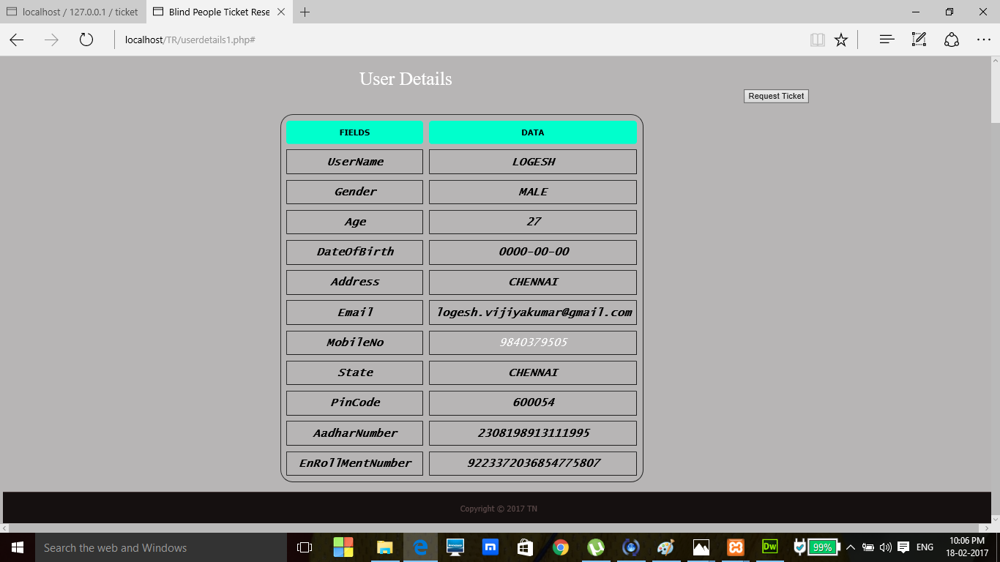 localhost / 127.0.0.1 / ticket
Blind People Ticket Rese
localhost/TR/userdetails1.php#
User Details
Request Ticket
FIELDS DATA
UserName LOGESH
Gender MALE
Age 27
DateOfBirth 0000-00-00
Address CHENNAI
Email logesh.vijiyakumar@gmail.com
MobileNo 9840379505
State CHENNAI
PinCode 600054
AadharNumber 2308198913111995
EnRollMentNumber 9223372036854775807
Copyright © 2017 TN
Search the web and Windows
Dw
99%
ENG
10:06 PM
18-02-2017